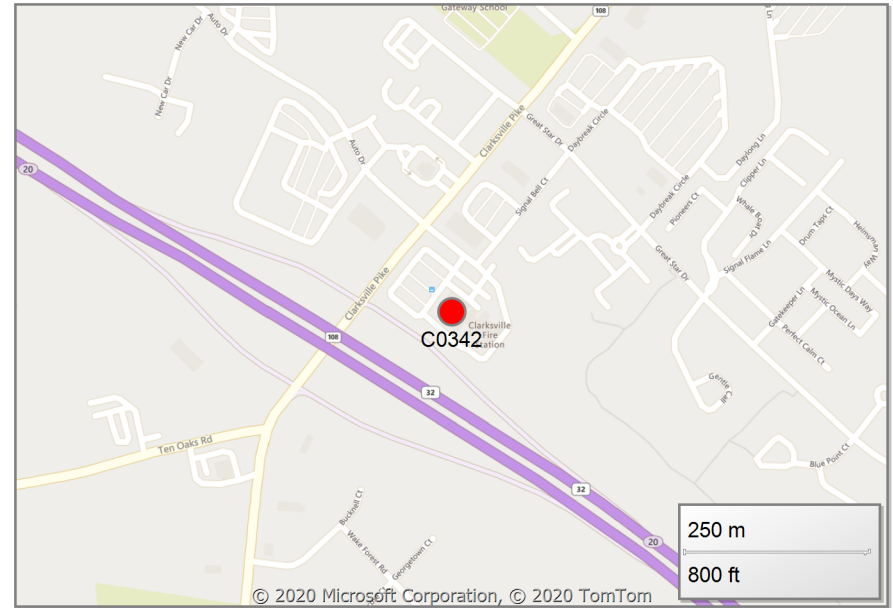 Gateway School
108
Auto Dr
New Car Dr
Ln
New Car Dr
Clarksville Pike
Great Star Dr
Daybreak Circle
Auto Dr
Daylong Ln
Clipper Ln
20
Signal Bell Ct
Daybreak Circle
Pioneers Ct
Whale Boat Dr
Drum Taps Ct
Heinsman Way
Signal Flame Ln
Great Star Dr
Clarksville Pike
Mystic Days Way
Gatekeeper Ln
Mystic Ocean Ln
Clarksville
Fire
Station
C0342
108
Perfect Calm Ct
Gentle Call
32
Ten Oaks Rd
Blue Point Ct
32
Bucknell Ct
Wake Forest Rd
Georgetown Ct
20
250 m
800 ft
© 2020 Microsoft Corporation, © 2020 TomTom